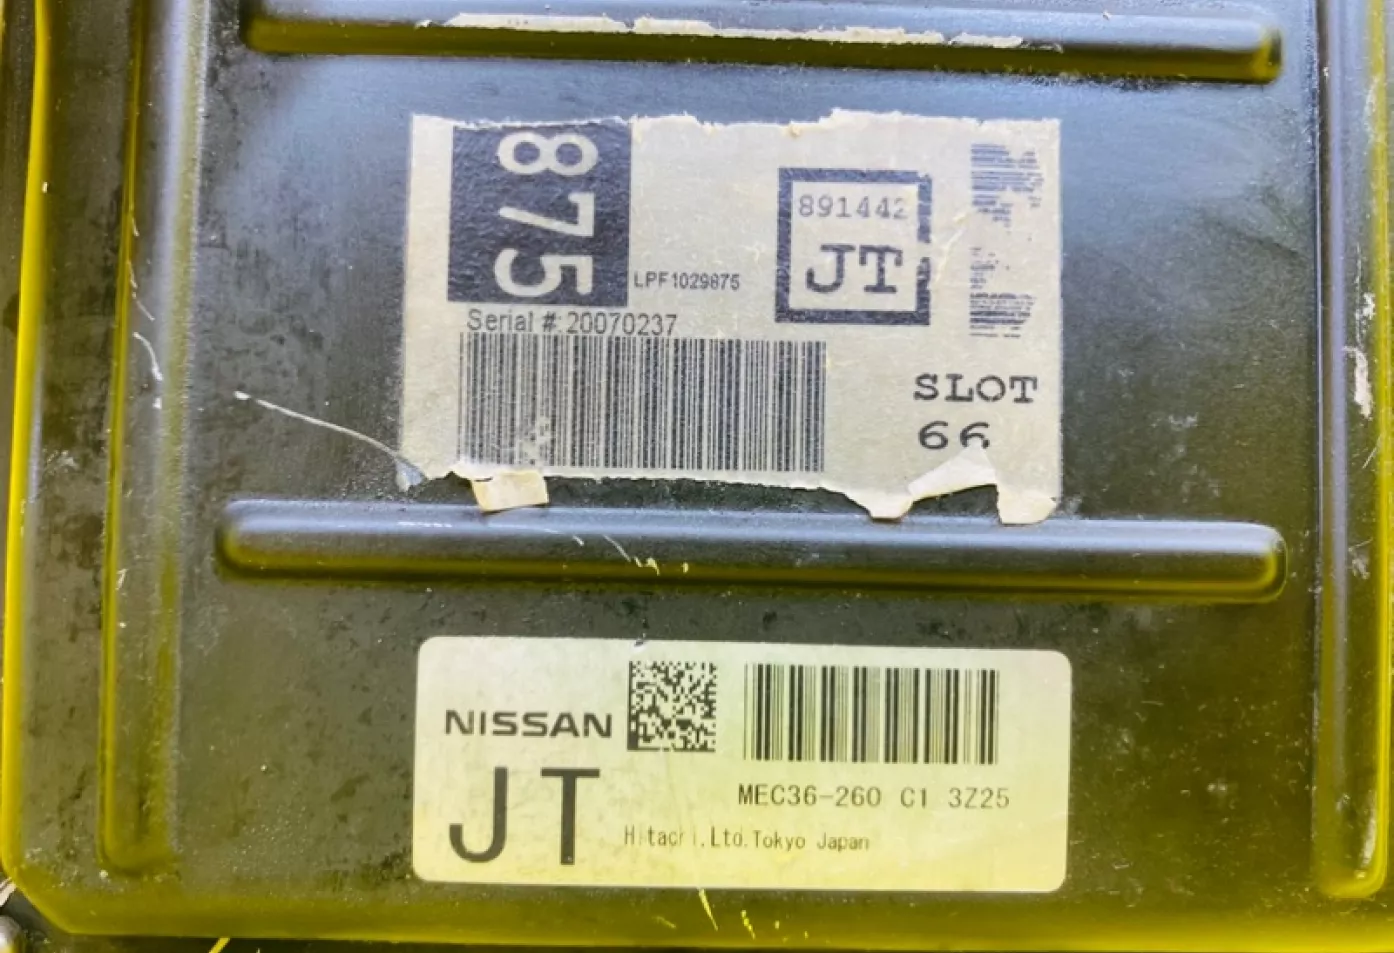 875
LPF1029875
891442
JT
Serial #: 20070237
SLOT
66
NISSAN
JT
MEC36-260 C1 3Z25
Hitachi,Ltd.Tokyo Japan